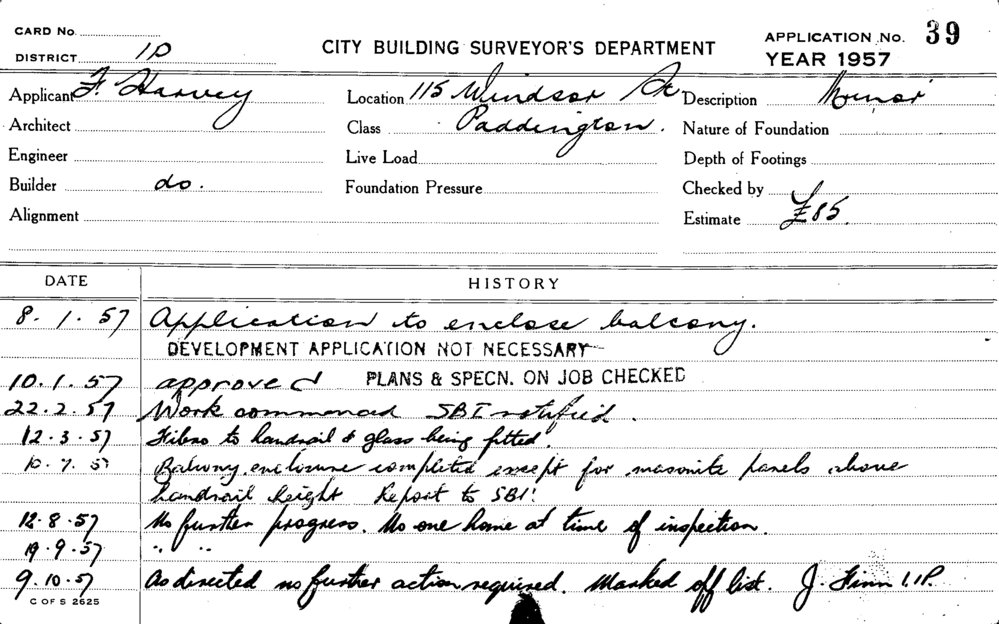 CARD No.
DISTRICT 1P
CITY BUILDING SURVEYOR'S DEPARTMENT
APPLICATION No. 39
YEAR 1957
Applicant F. Harvey
Location 115 Windsor St
Description Minor
Architect
Class Paddington.
Nature of Foundation
Engineer
Live Load
Depth of Footings
Builder do.
Foundation Pressure
Checked by
Alignment
Estimate £85.
DATE HISTORY
8. 1. 57 Application to enclose balcony.
DEVELOPMENT APPLICATION NOT NECESSARY
10. 1. 57 approved PLANS & SPECN. ON JOB CHECKED
22. 2. 57 Work commenced SBI notified.
12. 3. 57 Fibro to handrail & glass being fitted.
10. 7. 57 Balcony enclosure completed except for masonite panels above
handrail height Report to SBI.
12. 8. 57 No further progress. No one home at time of inspection.
19. 9. 57 " "
9. 10. 57 As directed no further action required. Marked off list. J. Finn 1P.
C OF S 2625